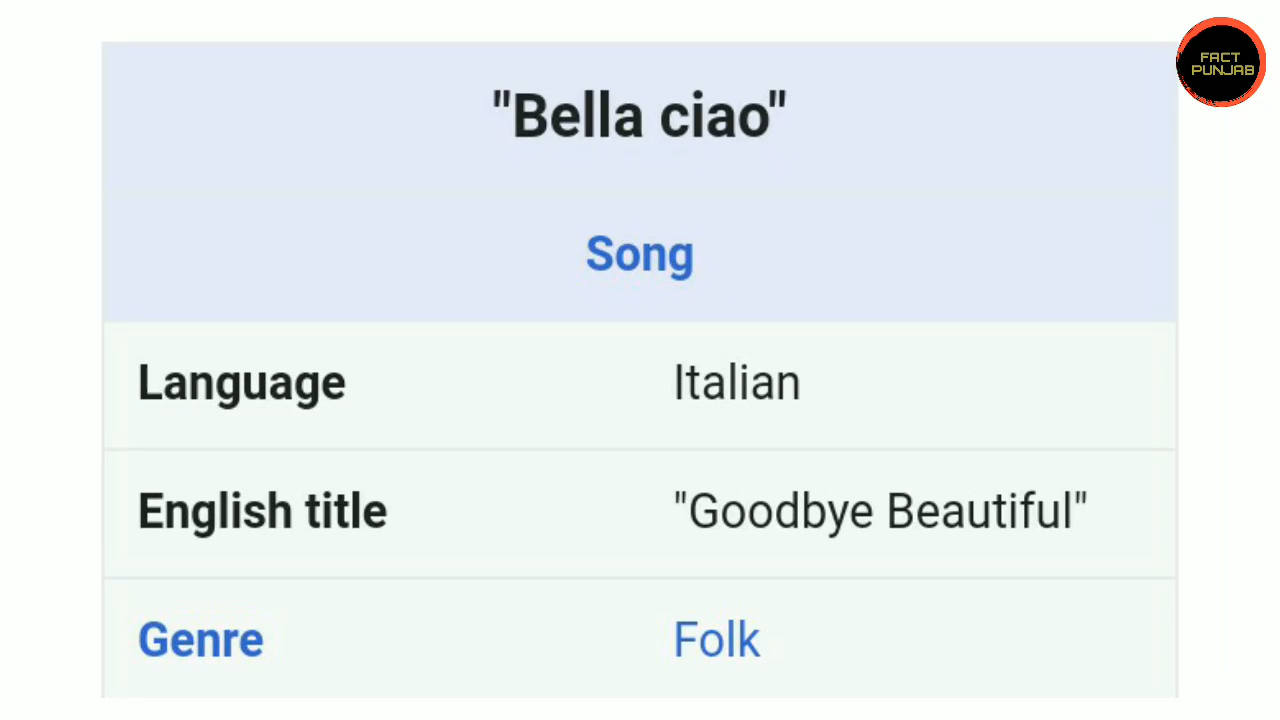 FACT
PUNJAB
"Bella ciao"
Song
Language Italian
English title "Goodbye Beautiful"
Genre Folk